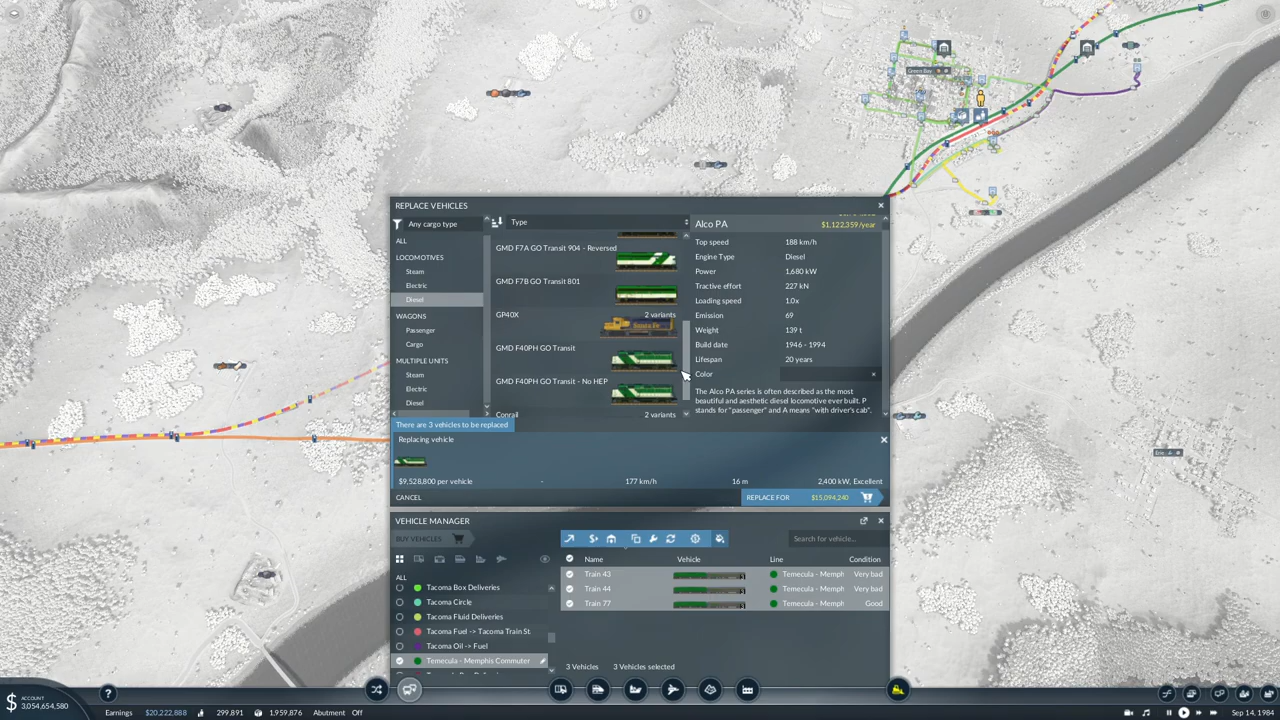 Green Bay
REPLACE VEHICLES
Any cargo type
Type
Alco PA
$1,122,359/year
ALL
LOCOMOTIVES
Steam
Electric
Diesel
WAGONS
Passenger
Cargo
MULTIPLE UNITS
Steam
Electric
Diesel
GMD F7A GO Transit 904 - Reversed
GMD F7B GO Transit 801
GP40X
2 variants
GMD F40PH GO Transit
GMD F40PH GO Transit - No HEP
Conrail
2 variants
Top speed 188 km/h
Engine Type Diesel
Power 1,680 kW
Tractive effort 227 kN
Loading speed 1.0x
Emission 69
Weight 139 t
Build date 1946 - 1994
Lifespan 20 years
Color
The Alco PA series is often described as the most
beautiful and aesthetic diesel locomotive ever built. P
stands for "passenger" and A means "with driver's cab".
There are 3 vehicles to be replaced
Replacing vehicle
$9,528,800 per vehicle - 177 km/h 16 m 2,400 kW, Excellent
CANCEL
REPLACE FOR $15,094,240
Erie
VEHICLE MANAGER
BUY VEHICLES
Search for vehicle...
ALL
Tacoma Box Deliveries
Tacoma Circle
Tacoma Fluid Deliveries
Tacoma Fuel -> Tacoma Train St.
Tacoma Oil -> Fuel
Temecula - Memphis Commuter
Name Vehicle Line Condition
Train 43 Temecula - Memph Very bad
Train 44 Temecula - Memph Very bad
Train 77 Temecula - Memph Good
3 Vehicles 3 Vehicles selected
ACCOUNT
$ 3,054,654,580
?
Earnings $20,222,888 299,891 1,959,876 Abutment Off
Sep 14, 1984